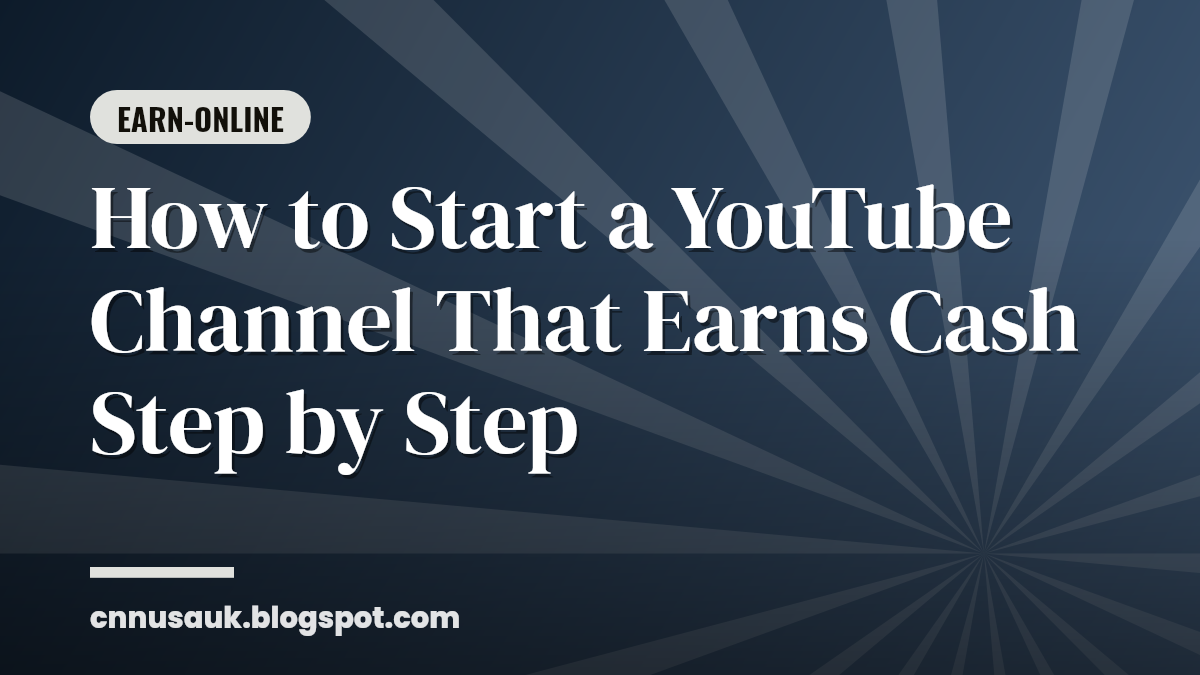 EARN-ONLINE
How to Start a YouTube
Channel That Earns Cash
Step by Step
cnnusauk.blogspot.com